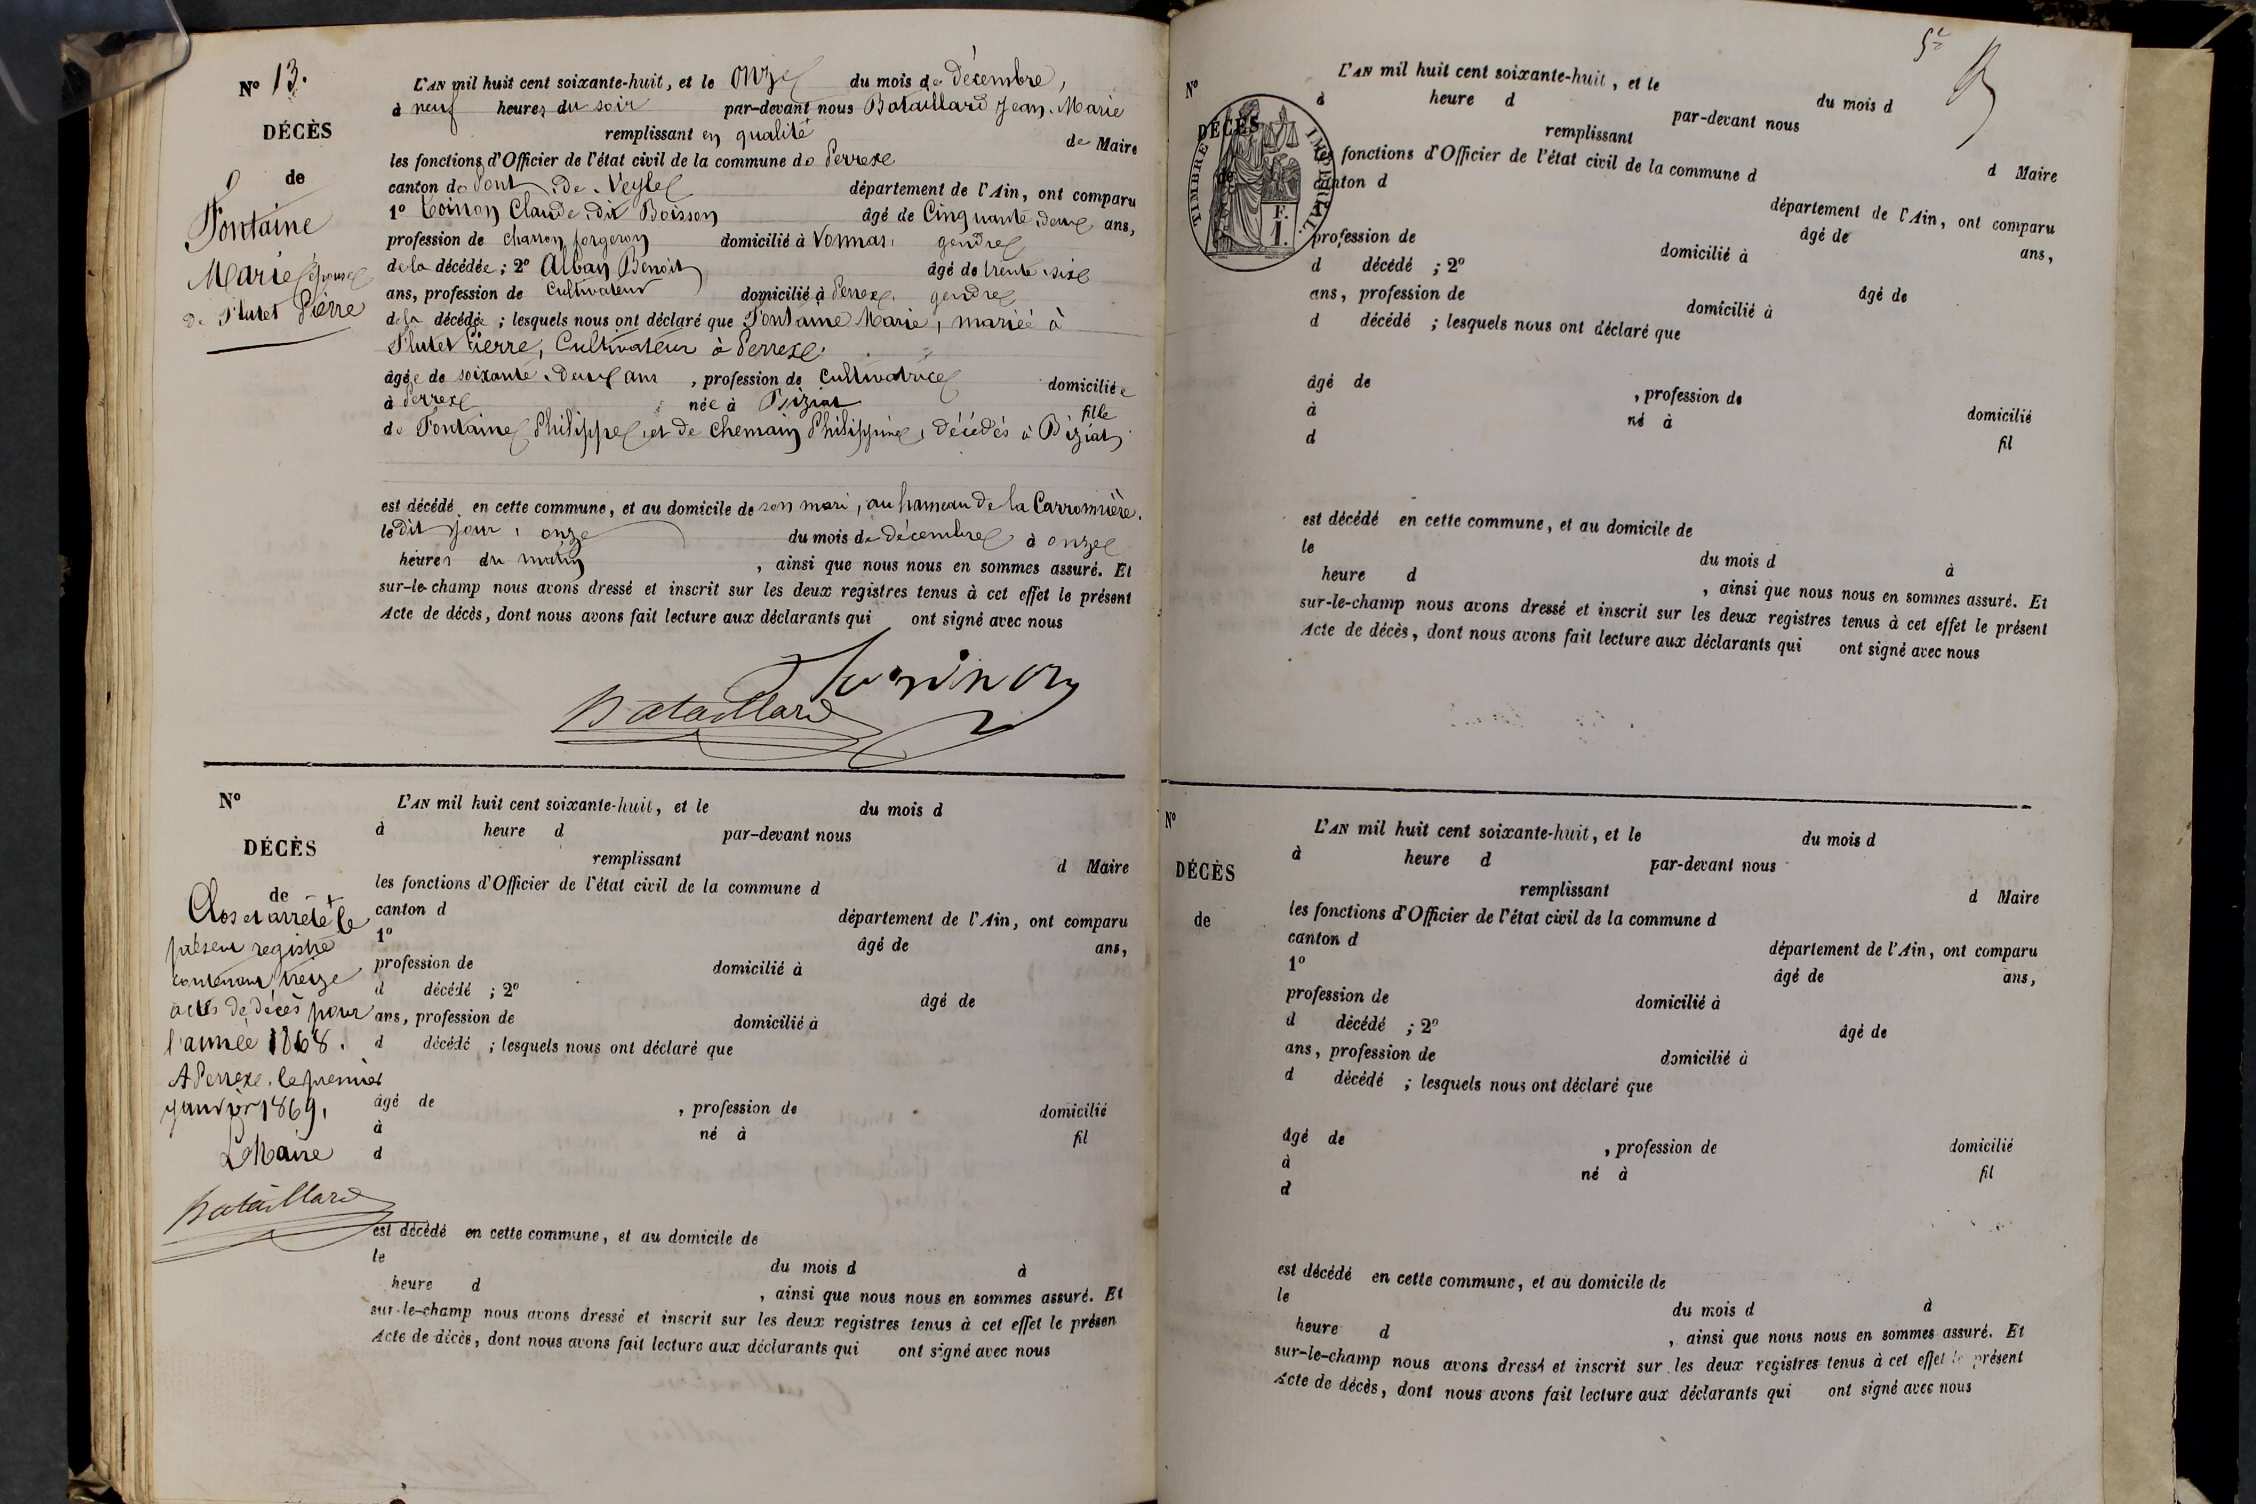 N° 13.
DÉCÈS
de
Fontaine
Marie épouse
de Plutet Pierre
L'AN mil huit cent soixante-huit, et le onze du mois de décembre,
à neuf heures du soir par-devant nous Bataillard Jean-Marie
remplissant en qualité de Maire
les fonctions d'Officier de l'état civil de la commune de Perrex
canton de Pont-de-Veyle département de l'Ain, ont comparu
1° Claude dit Boisson âgé de Cinquante-deux ans,
profession de charron forgeron domicilié à Vonnas, gendre
de la décédée ; 2° Alban Benoit âgé de trente-six
ans, profession de Cultivateur domicilié à Perrex, gendre
de la décédée ; lesquels nous ont déclaré que Fontaine Marie, mariée à
Plutet Pierre, Cultivateur à Perrex.
âgée de soixante-deux ans, profession de Cultivatrice domiciliée
à Perrex née à Biziat
fille
de Fontaine Philippe, et de Chemain Philippine, décédés à Biziat,
est décédé en cette commune, et au domicile de son mari, au hameau de la
le dit jour, onze du mois de décembre à onze
heures du matin, ainsi que nous nous en sommes assuré. Et
sur-le-champ nous avons dressé et inscrit sur les deux registres tenus à cet effet le présent
Acte de décès, dont nous avons fait lecture aux déclarants qui ont signé avec nous
Bataillard
N°
DÉCÈS
de
Clos et arrêté le
présent registre
contenant treize
actes de décès pour
l'année 1868.
A Perrex, le premier
janvier 1869,
Le Maire
Bataillard
L'AN mil huit cent soixante-huit, et le du mois d
à heure d par-devant nous
remplissant d Maire
les fonctions d'Officier de l'état civil de la commune d
canton d département de l'Ain, ont comparu
1° âgé de ans,
profession de domicilié à
d décédé ; 2° âgé de
ans, profession de domicilié à
d décédé ; lesquels nous ont déclaré que
âgé de , profession de domicilié
à né à fil
d
est décédé en cette commune, et au domicile de
le du mois d à
heure d , ainsi que nous nous en sommes assuré. Et
sur-le-champ nous avons dressé et inscrit sur les deux registres tenus à cet effet le présen
Acte de décès, dont nous avons fait lecture aux déclarants qui ont signé avec nous
N°
DÉCÈS
de
TIMBRE IMPÉRIAL.
F.
1.
L'AN mil huit cent soixante-huit, et le du mois d
à heure d par-devant nous
remplissant d Maire
les fonctions d'Officier de l'état civil de la commune d
canton d département de l'Ain, ont comparu
âgé de ans,
profession de domicilié à
d décédé ; 2° âgé de
ans, profession de domicilié à
d décédé ; lesquels nous ont déclaré que
âgé de , profession de domicilié
à né à fil
d
est décédé en cette commune, et au domicile de
le du mois d à
heure d , ainsi que nous nous en sommes assuré. Et
sur-le-champ nous avons dressé et inscrit sur les deux registres tenus à cet effet le présent
Acte de décès, dont nous avons fait lecture aux déclarants qui ont signé avec nous
N°
DÉCÈS
de
L'AN mil huit cent soixante-huit, et le du mois d
à heure d par-devant nous
remplissant d Maire
les fonctions d'Officier de l'état civil de la commune d
canton d département de l'Ain, ont comparu
1° âgé de ans,
profession de domicilié à
d décédé ; 2° âgé de
ans, profession de domicilié à
d décédé ; lesquels nous ont déclaré que
âgé de , profession de domicilié
à né à fil
d
est décédé en cette commune, et au domicile de
le du mois d à
heure d , ainsi que nous nous en sommes assuré. Et
sur-le-champ nous avons dressé et inscrit sur les deux registres tenus à cet effet le présent
Acte de décès, dont nous avons fait lecture aux déclarants qui ont signé avec nous